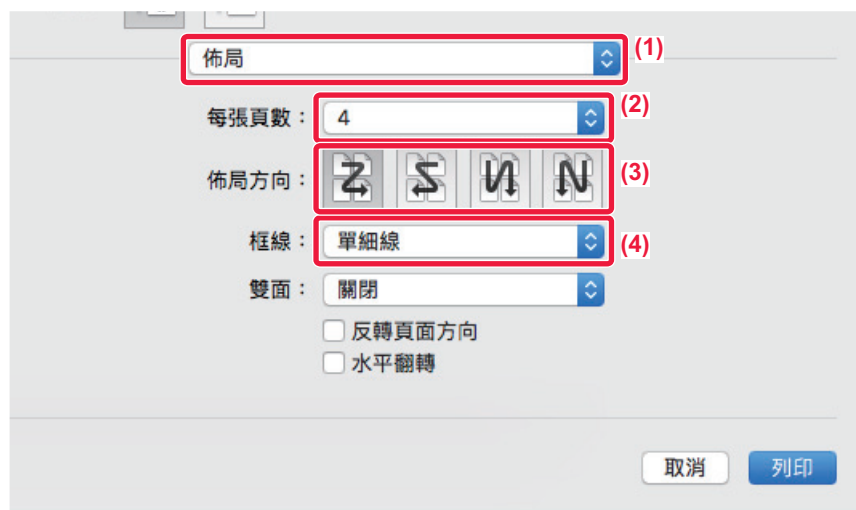 佈局 (1)
每張頁數： 4 (2)
佈局方向： (3)
框線： 單細線 (4)
雙面： 關閉
反轉頁面方向
水平翻轉
取消 列印